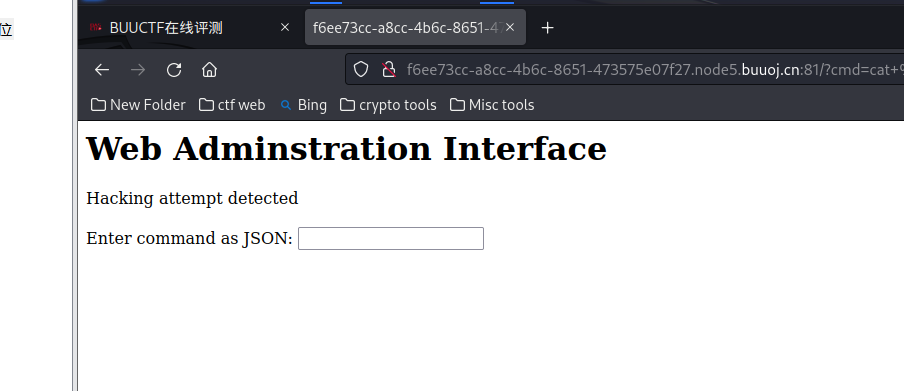 位
BUUCTF在线评测
f6ee73cc-a8cc-4b6c-8651-47
f6ee73cc-a8cc-4b6c-8651-473575e07f27.node5.buuoj.cn:81/?cmd=cat+%
New Folder ctf web Bing crypto tools Misc tools
Web Adminstration Interface
Hacking attempt detected
Enter command as JSON: